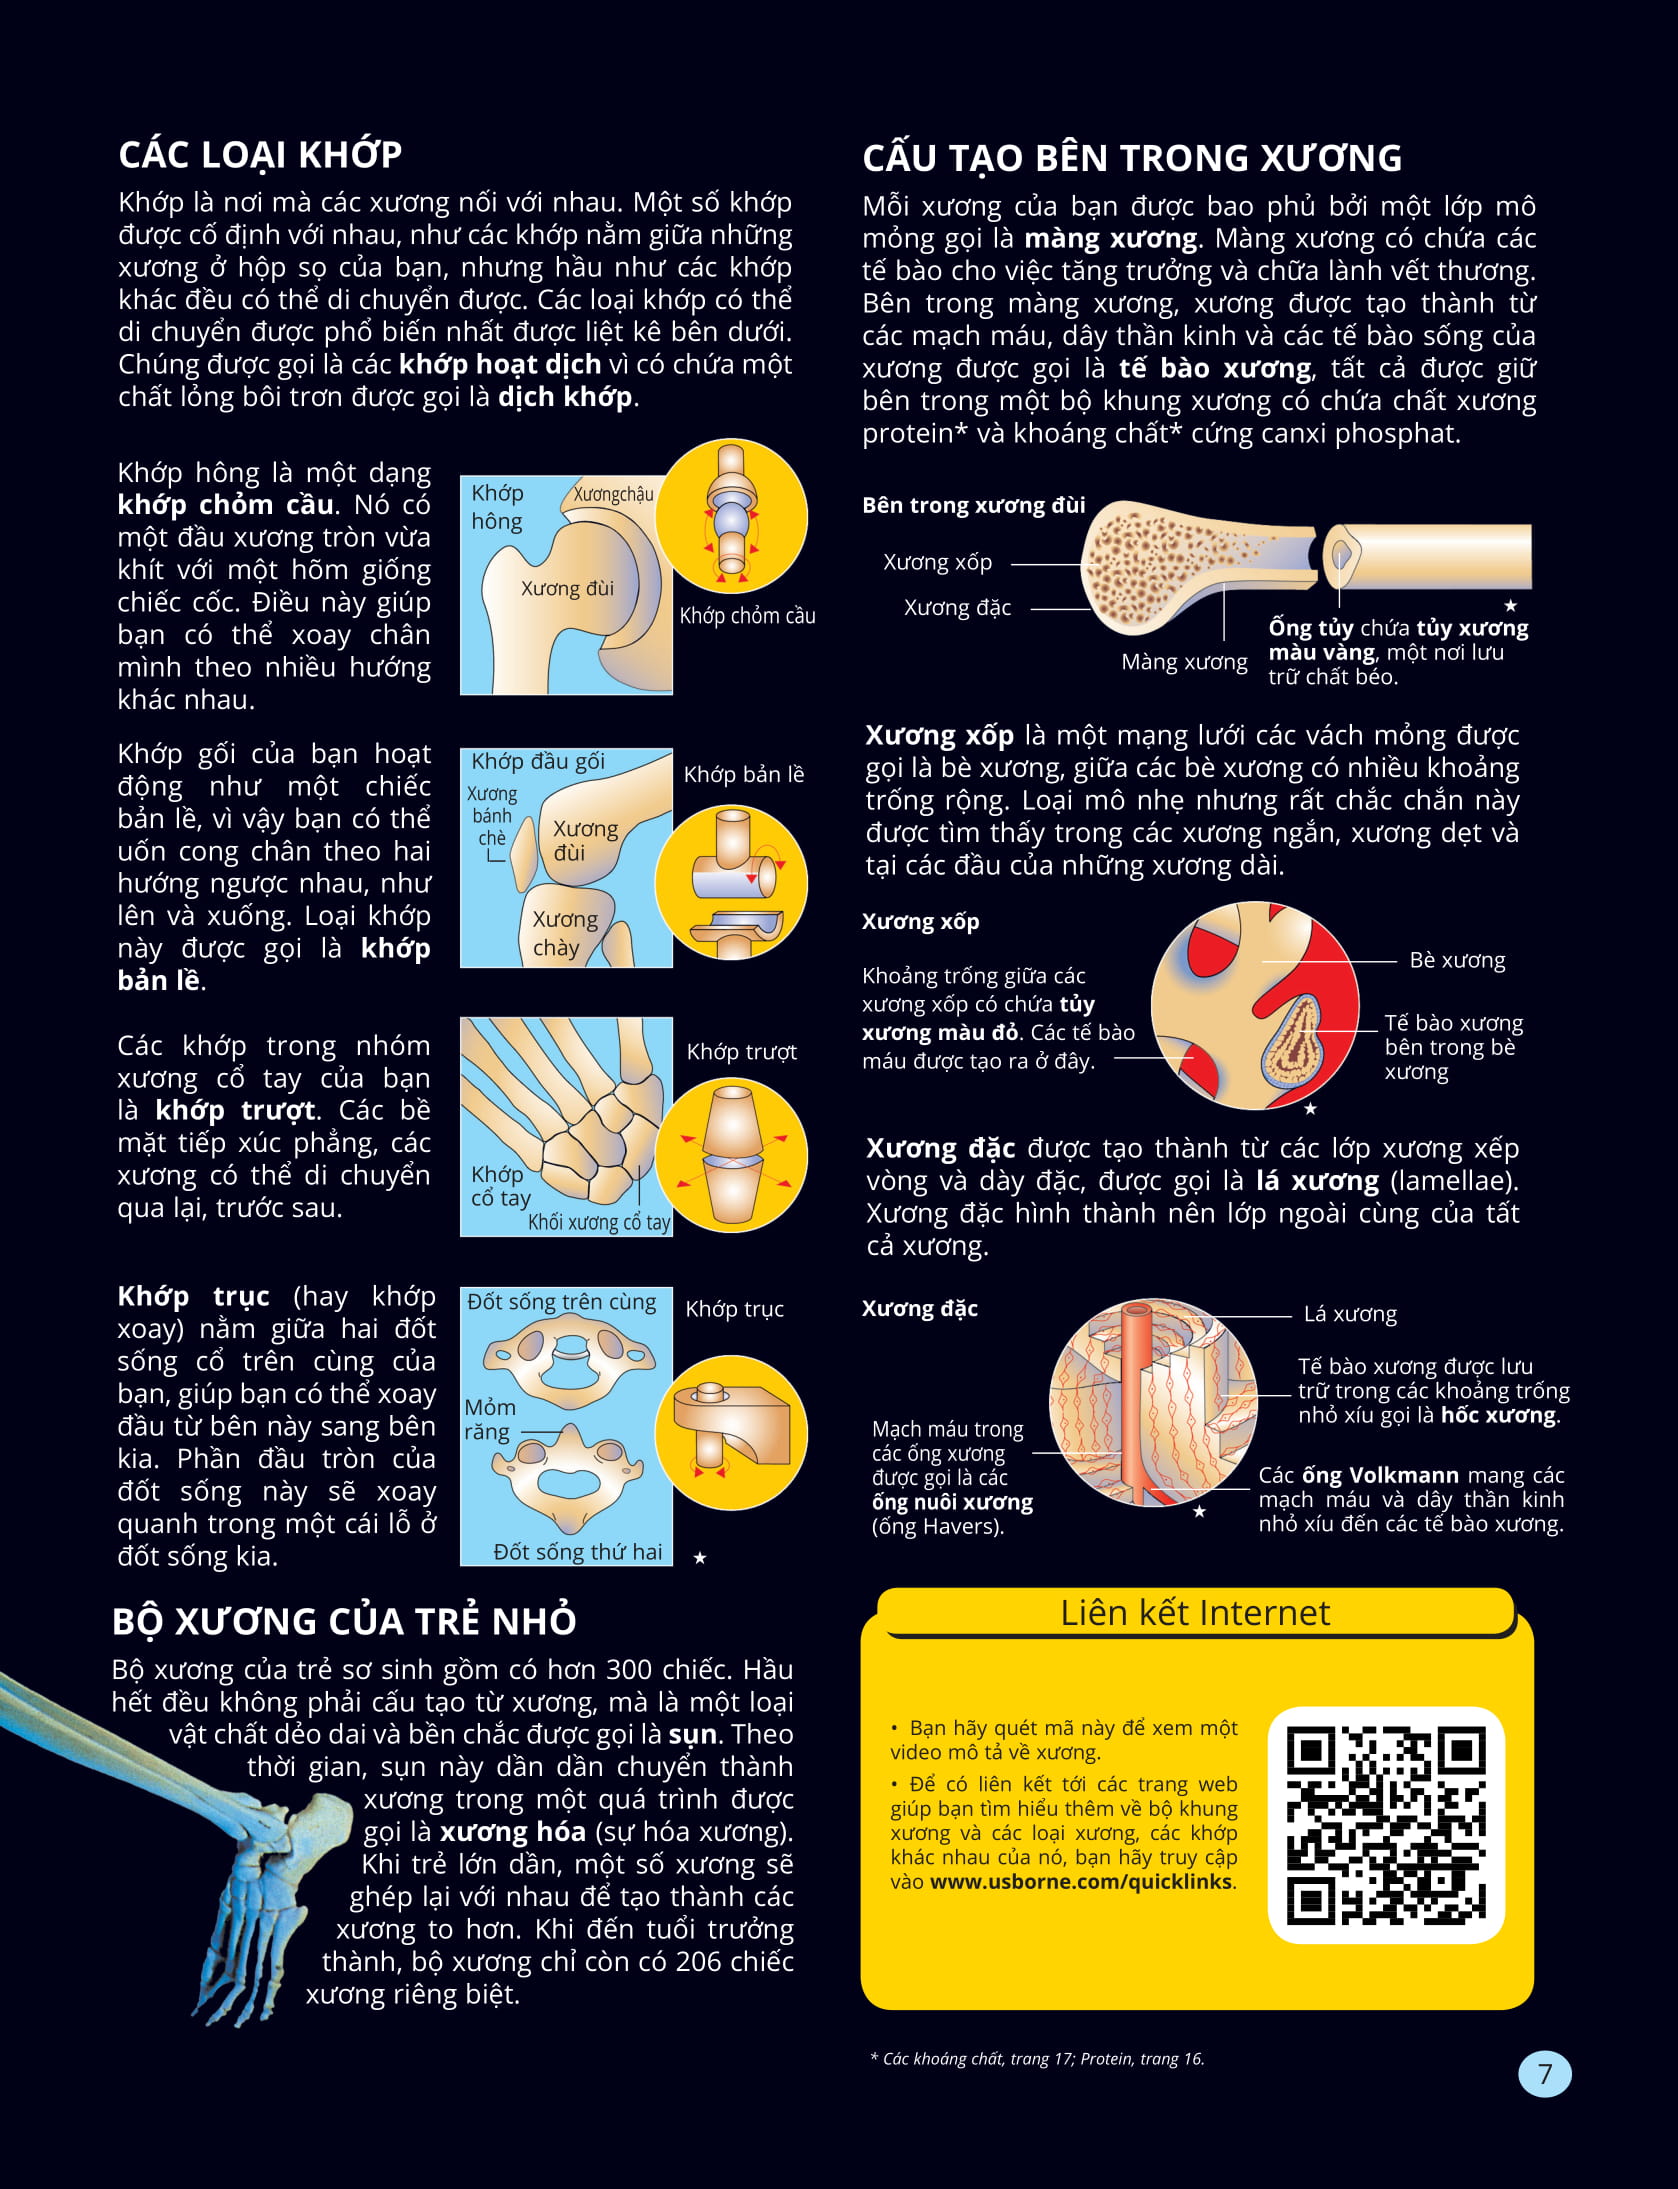 CÁC LOẠI KHỚP
Khớp là nơi mà các xương nối với nhau. Một số khớp
được cố định với nhau, như các khớp nằm giữa những
xương ở hộp sọ của bạn, nhưng hầu như các khớp
khác đều có thể di chuyển được. Các loại khớp có thể
di chuyển được phổ biến nhất được liệt kê bên dưới.
Chúng được gọi là các khớp hoạt dịch vì có chứa một
chất lỏng bôi trơn được gọi là dịch khớp.
Khớp hông là một dạng
khớp chỏm cầu. Nó có
một đầu xương tròn vừa
khít với một hõm giống
chiếc cốc. Điều này giúp
bạn có thể xoay chân
mình theo nhiều hướng
khác nhau.
Khớp
hông
Xươngchậu
Xương đùi
Khớp chỏm cầu
Khớp gối của bạn hoạt
động như một chiếc
bản lề, vì vậy bạn có thể
uốn cong chân theo hai
hướng ngược nhau, như
lên và xuống. Loại khớp
này được gọi là khớp
bản lề.
Khớp đầu gối
Xương
bánh
chè
Xương
đùi
Xương
chày
Khớp bản lề
Các khớp trong nhóm
xương cổ tay của bạn
là khớp trượt. Các bề
mặt tiếp xúc phẳng, các
xương có thể di chuyển
qua lại, trước sau.
Khớp
cổ tay
Khối xương cổ tay
Khớp trượt
Khớp trục (hay khớp
xoay) nằm giữa hai đốt
sống cổ trên cùng của
bạn, giúp bạn có thể xoay
đầu từ bên này sang bên
kia. Phần đầu tròn của
đốt sống này sẽ xoay
quanh trong một cái lỗ ở
đốt sống kia.
Đốt sống trên cùng
Mỏm
răng
Đốt sống thứ hai
Khớp trục
BỘ XƯƠNG CỦA TRẺ NHỎ
Bộ xương của trẻ sơ sinh gồm có hơn 300 chiếc. Hầu
hết đều không phải cấu tạo từ xương, mà là một loại
vật chất dẻo dai và bền chắc được gọi là sụn. Theo
thời gian, sụn này dần dần chuyển thành
xương trong một quá trình được
gọi là xương hóa (sự hóa xương).
Khi trẻ lớn dần, một số xương sẽ
ghép lại với nhau để tạo thành các
xương to hơn. Khi đến tuổi trưởng
thành, bộ xương chỉ còn có 206 chiếc
xương riêng biệt.
CẤU TẠO BÊN TRONG XƯƠNG
Mỗi xương của bạn được bao phủ bởi một lớp mô
mỏng gọi là màng xương. Màng xương có chứa các
tế bào cho việc tăng trưởng và chữa lành vết thương.
Bên trong màng xương, xương được tạo thành từ
các mạch máu, dây thần kinh và các tế bào sống của
xương được gọi là tế bào xương, tất cả được giữ
bên trong một bộ khung xương có chứa chất xương
protein* và khoáng chất* cứng canxi phosphat.
Bên trong xương đùi
Xương xốp
Xương đặc
Màng xương
Ống tủy chứa tủy xương
màu vàng, một nơi lưu
trữ chất béo.
Xương xốp là một mạng lưới các vách mỏng được
gọi là bè xương, giữa các bè xương có nhiều khoảng
trống rộng. Loại mô nhẹ nhưng rất chắc chắn này
được tìm thấy trong các xương ngắn, xương dẹt và
tại các đầu của những xương dài.
Xương xốp
Khoảng trống giữa các
xương xốp có chứa tủy
xương màu đỏ. Các tế bào
máu được tạo ra ở đây.
Bè xương
Tế bào xương
bên trong bè
xương
Xương đặc được tạo thành từ các lớp xương xếp
vòng và dày đặc, được gọi là lá xương (lamellae).
Xương đặc hình thành nên lớp ngoài cùng của tất
cả xương.
Xương đặc
Mạch máu trong
các ống xương
được gọi là các
ống nuôi xương
(ống Havers).
Lá xương
Tế bào xương được lưu
trữ trong các khoảng trống
nhỏ xíu gọi là hốc xương.
Các ống Volkmann mang các
mạch máu và dây thần kinh
nhỏ xíu đến các tế bào xương.
Liên kết Internet
• Bạn hãy quét mã này để xem một
video mô tả về xương.
• Để có liên kết tới các trang web
giúp bạn tìm hiểu thêm về bộ khung
xương và các loại xương, các khớp
khác nhau của nó, bạn hãy truy cập
vào www.usborne.com/quicklinks.
* Các khoáng chất, trang 17; Protein, trang 16.
7